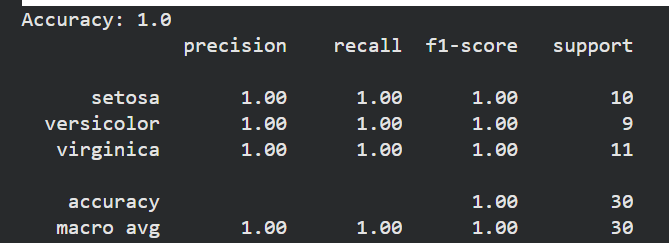 Accuracy: 1.0
precision recall f1-score support
setosa 1.00 1.00 1.00 10
versicolor 1.00 1.00 1.00 9
virginica 1.00 1.00 1.00 11
accuracy 1.00 30
macro avg 1.00 1.00 1.00 30